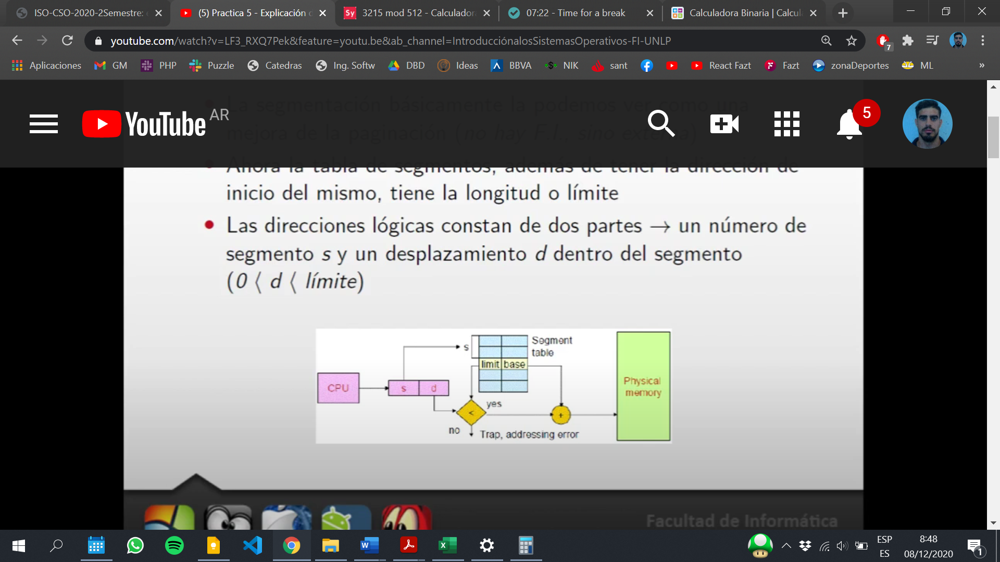 ISO-CSO-2020-2Semestre:
(5) Practica 5 - Explicación
3215 mod 512 - Calculado
07:22 - Time for a break
Calculadora Binaria | Calcul
youtube.com/watch?v=LF3_RXQ7Pek&feature=youtu.be&ab_channel=IntroducciónalosSistemasOperativos-FI-UNLP
7
Aplicaciones GM PHP Puzzle Catedras Ing. Softw DBD Ideas BBVA NIK sant React Fazt Fazt zonaDeportes ML »
La segmentación básicamente la podemos ver como una
YouTube AR
5
mejora de la paginación (no hay F.I. sino externa)
Ahora la tabla de segmentos, además de tener la dirección de
inicio del mismo, tiene la longitud o límite
Las direcciones lógicas constan de dos partes → un número de
segmento s y un desplazamiento d dentro del segmento
(0 ⟨ d ⟨ límite)
s
Segment
table
limit base
CPU
s d
<
yes
no
+
Trap, addressing error
Physical
memory
Facultad de Informática
ESP
ES
8:48
08/12/2020
1